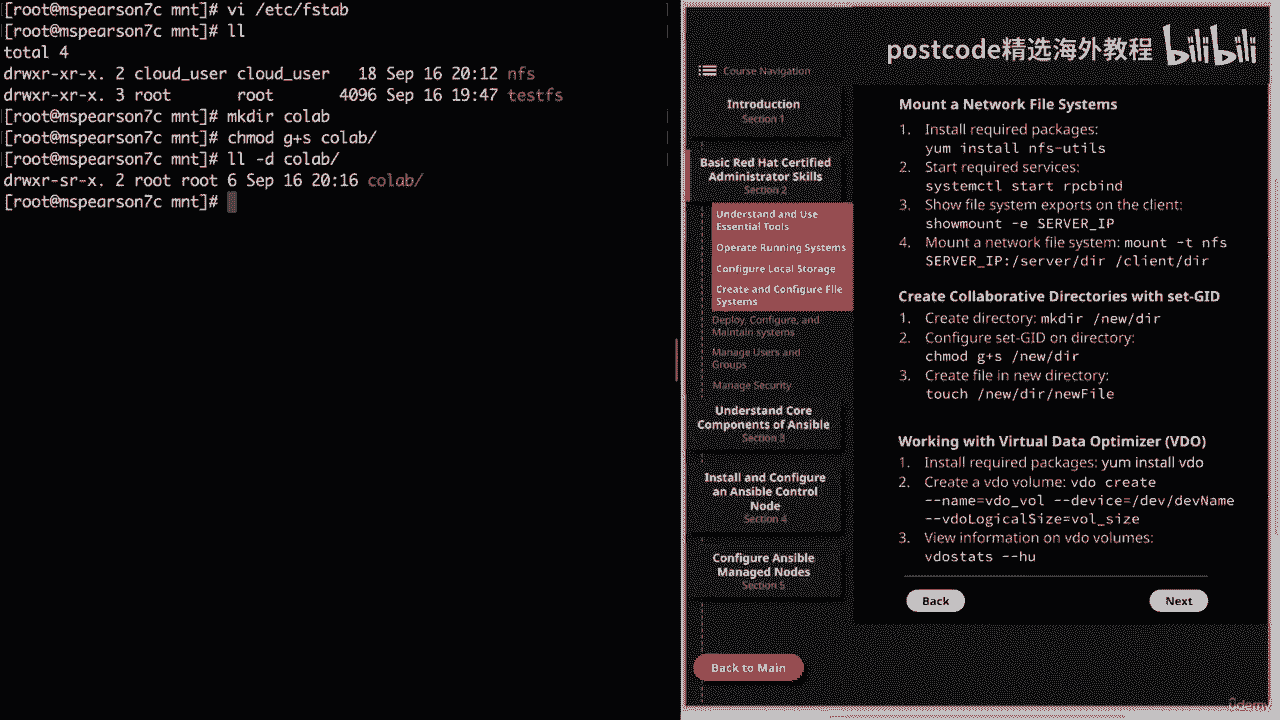 [root@mspearson7c mnt]# vi /etc/fstab
[root@mspearson7c mnt]# ll
total 4
drwxr-xr-x. 2 cloud_user cloud_user   18 Sep 16 20:12 nfs
drwxr-xr-x. 3 root       root       4096 Sep 16 19:47 testfs
[root@mspearson7c mnt]# mkdir colab
[root@mspearson7c mnt]# chmod g+s colab/
[root@mspearson7c mnt]# ll -d colab/
drwxr-sr-x. 2 root root 6 Sep 16 20:16 colab/
[root@mspearson7c mnt]#
postcode精选海外教程 bilibili
Course Navigation
Introduction
Section 1
Basic Red Hat Certified
Administrator Skills
Section 2
Understand and Use
Essential Tools
Operate Running Systems
Configure Local Storage
Create and Configure File
Systems
Deploy, Configure, and
Maintain systems
Manage Users and
Groups
Manage Security
Understand Core
Components of Ansible
Section 3
Install and Configure
an Ansible Control
Node
Section 4
Configure Ansible
Managed Nodes
Section 5
Back to Main
Mount a Network File Systems
1. Install required packages:
yum install nfs-utils
2. Start required services:
systemctl start rpcbind
3. Show file system exports on the client:
showmount -e SERVER_IP
4. Mount a network file system: mount -t nfs
SERVER_IP:/server/dir /client/dir
Create Collaborative Directories with set-GID
1. Create directory: mkdir /new/dir
2. Configure set-GID on directory:
chmod g+s /new/dir
3. Create file in new directory:
touch /new/dir/newFile
Working with Virtual Data Optimizer (VDO)
1. Install required packages: yum install vdo
2. Create a vdo volume: vdo create
--name=vdo_vol --device=/dev/devName
--vdoLogicalSize=vol_size
3. View information on vdo volumes:
vdostats --hu
Back
Next
ûdemy